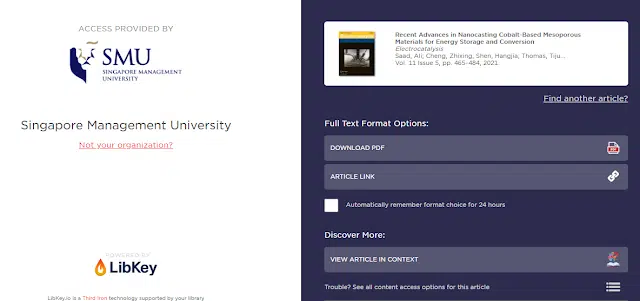 ACCESS PROVIDED BY
SMU
SINGAPORE MANAGEMENT
UNIVERSITY
Singapore Management University
Not your organization?
POWERED BY
LibKey
LibKey.io is a Third Iron technology supported by your library
Recent Advances in Nanocasting Cobalt-Based Mesoporous
Materials for Energy Storage and Conversion
Electrocatalysis
Saad, Ali; Cheng, Zhixing; Shen, Hangjia; Thomas, Tiju...
Vol. 11 Issue 5, pp. 465-484, 2021.
Find another article?
Full Text Format Options:
DOWNLOAD PDF
ARTICLE LINK
Automatically remember format choice for 24 hours
Discover More:
VIEW ARTICLE IN CONTEXT
Trouble? See all content access options for this article